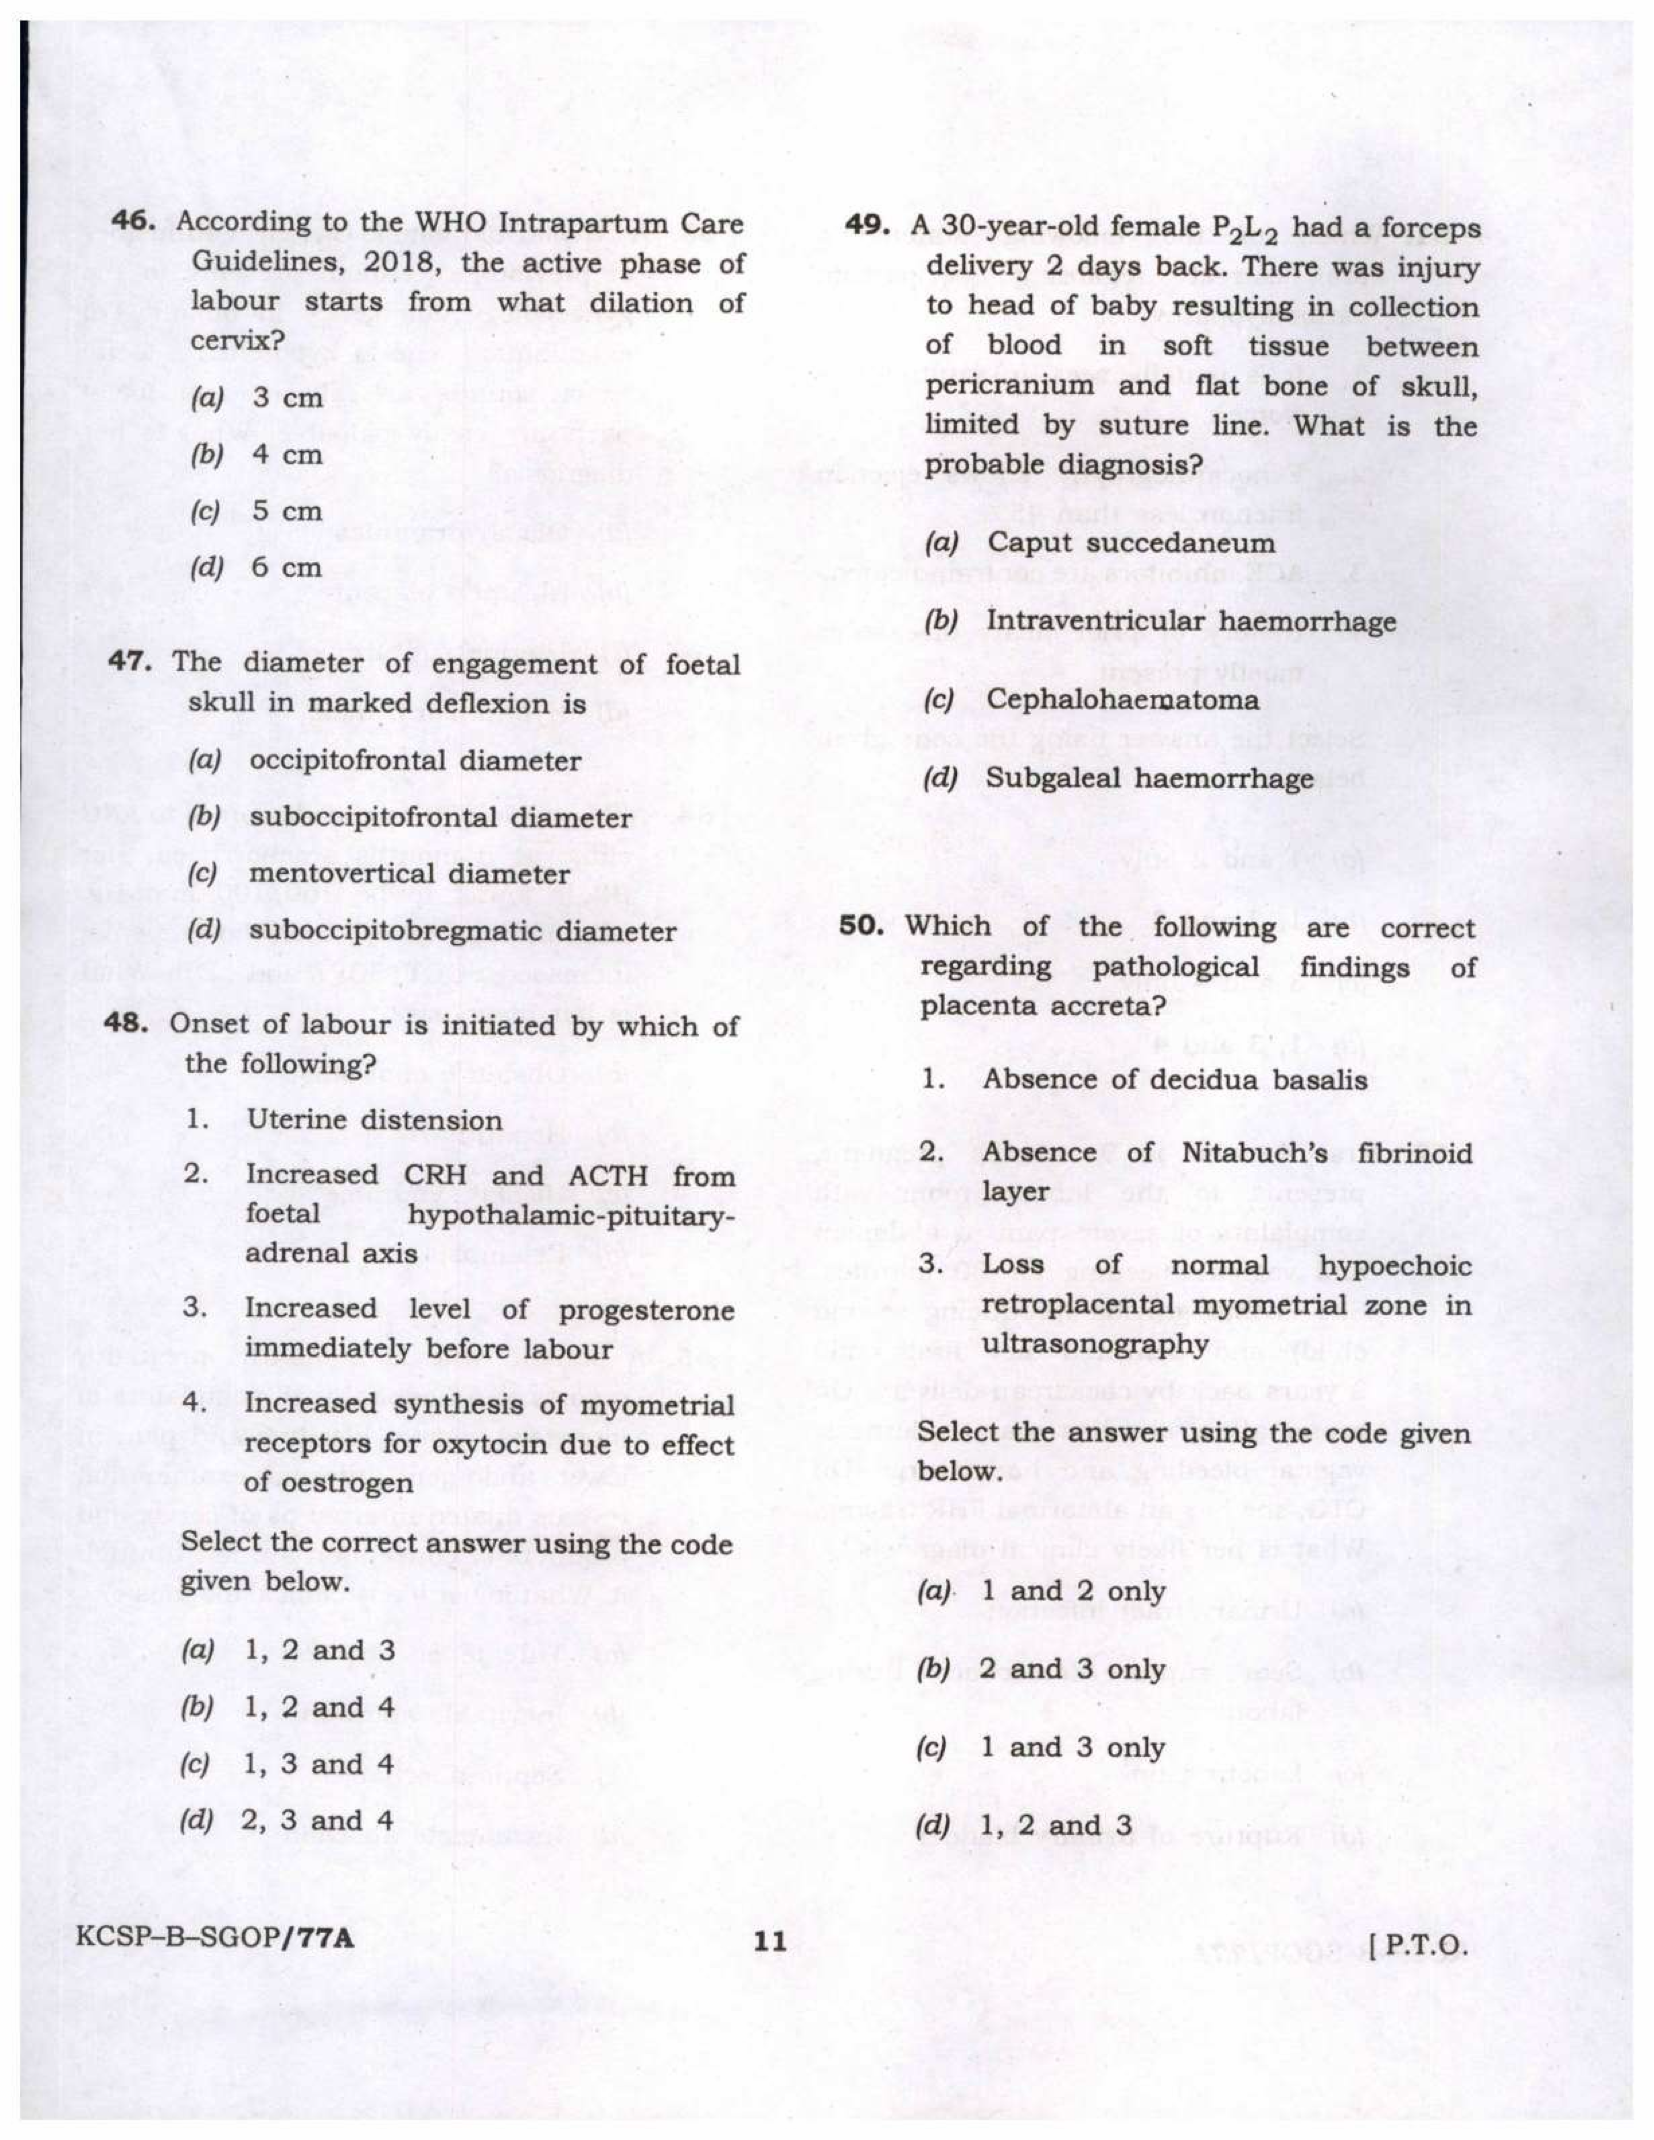 46. According to the WHO Intrapartum Care
Guidelines, 2018, the active phase of
labour starts from what dilation of
cervix?
(a) 3 cm
(b) 4 cm
(c) 5 cm
(d) 6 cm
47. The diameter of engagement of foetal
skull in marked deflexion is
(a) occipitofrontal diameter
(b) suboccipitofrontal diameter
(c) mentovertical diameter
(d) suboccipitobregmatic diameter
48. Onset of labour is initiated by which of
the following?
1. Uterine distension
2. Increased CRH and ACTH from
foetal hypothalamic-pituitary-
adrenal axis
3. Increased level of progesterone
immediately before labour
4. Increased synthesis of myometrial
receptors for oxytocin due to effect
of oestrogen
Select the correct answer using the code
given below.
(a) 1, 2 and 3
(b) 1, 2 and 4
(c) 1, 3 and 4
(d) 2, 3 and 4
49. A 30-year-old female P₂L₂ had a forceps
delivery 2 days back. There was injury
to head of baby resulting in collection
of blood in soft tissue between
pericranium and flat bone of skull,
limited by suture line. What is the
probable diagnosis?
(a) Caput succedaneum
(b) Intraventricular haemorrhage
(c) Cephalohaematoma
(d) Subgaleal haemorrhage
50. Which of the following are correct
regarding pathological findings of
placenta accreta?
1. Absence of decidua basalis
2. Absence of Nitabuch's fibrinoid
layer
3. Loss of normal hypoechoic
retroplacental myometrial zone in
ultrasonography
Select the answer using the code given
below.
(a) 1 and 2 only
(b) 2 and 3 only
(c) 1 and 3 only
(d) 1, 2 and 3
KCSP–B–SGOP/77A
11
[ P.T.O.